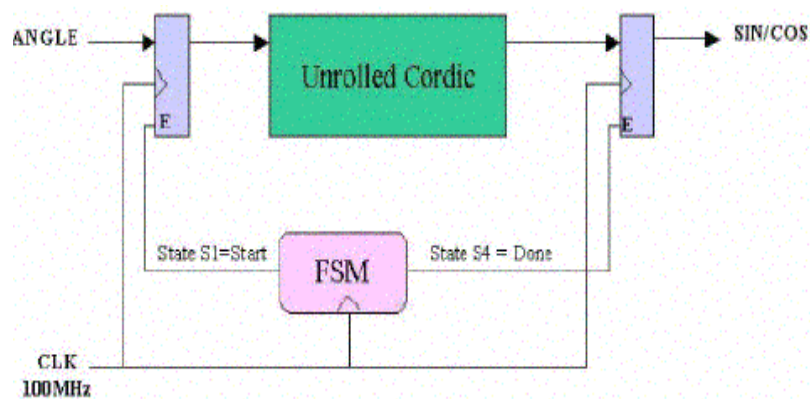 ANGLE
SIN/COS
Unrolled Cordic
E
E
State S1=Start
State S4 = Done
FSM
CLK
100MHz